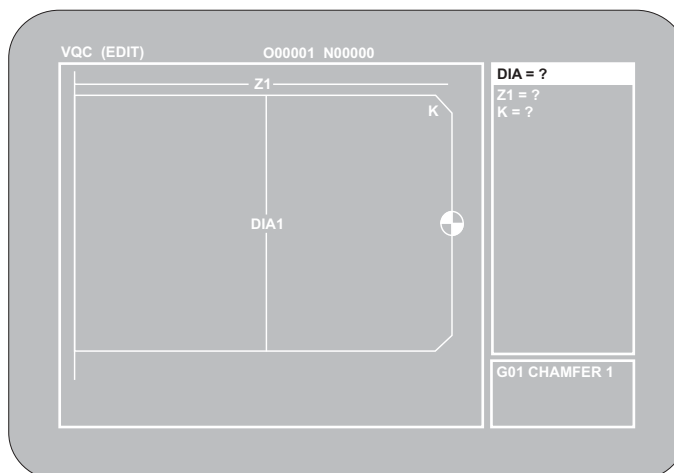 VQC (EDIT) O00001 N00000
Z1
K
DIA1
DIA = ?
Z1 = ?
K = ?
G01 CHAMFER 1